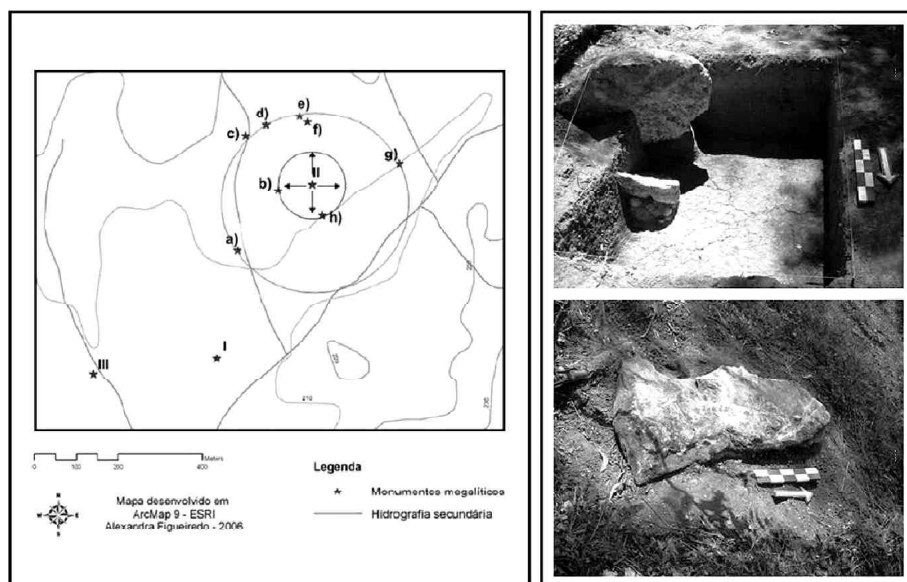 e)
d)
f)
c)
g)
II
b)
h)
a)
I
III
210
0
100
200
400
Meters
Legenda
Monumentos megalíticos
Hidrografia secundária
N
W
E
S
Mapa desenvolvido em
ArcMap 9 - ESRI
Alexandra Figueiredo - 2006